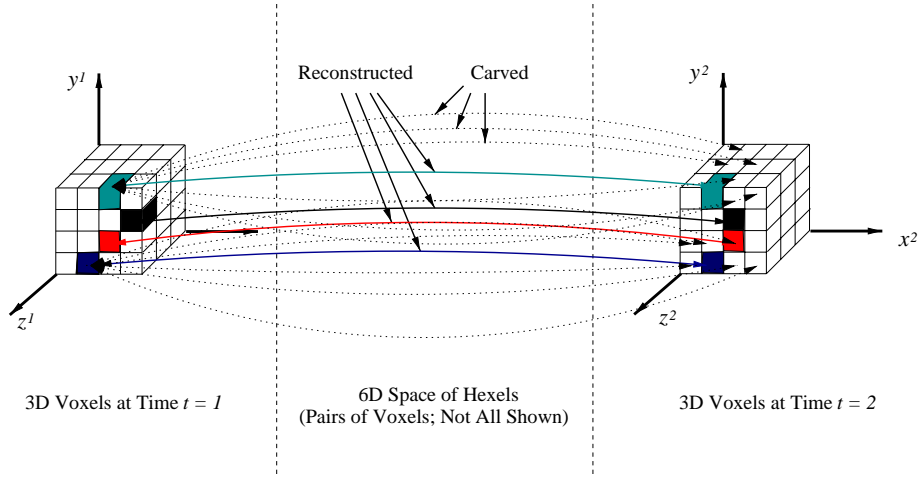 y1
y2
Reconstructed
Carved
x2
z1
z2
3D Voxels at Time t = 1
6D Space of Hexels
(Pairs of Voxels; Not All Shown)
3D Voxels at Time t = 2